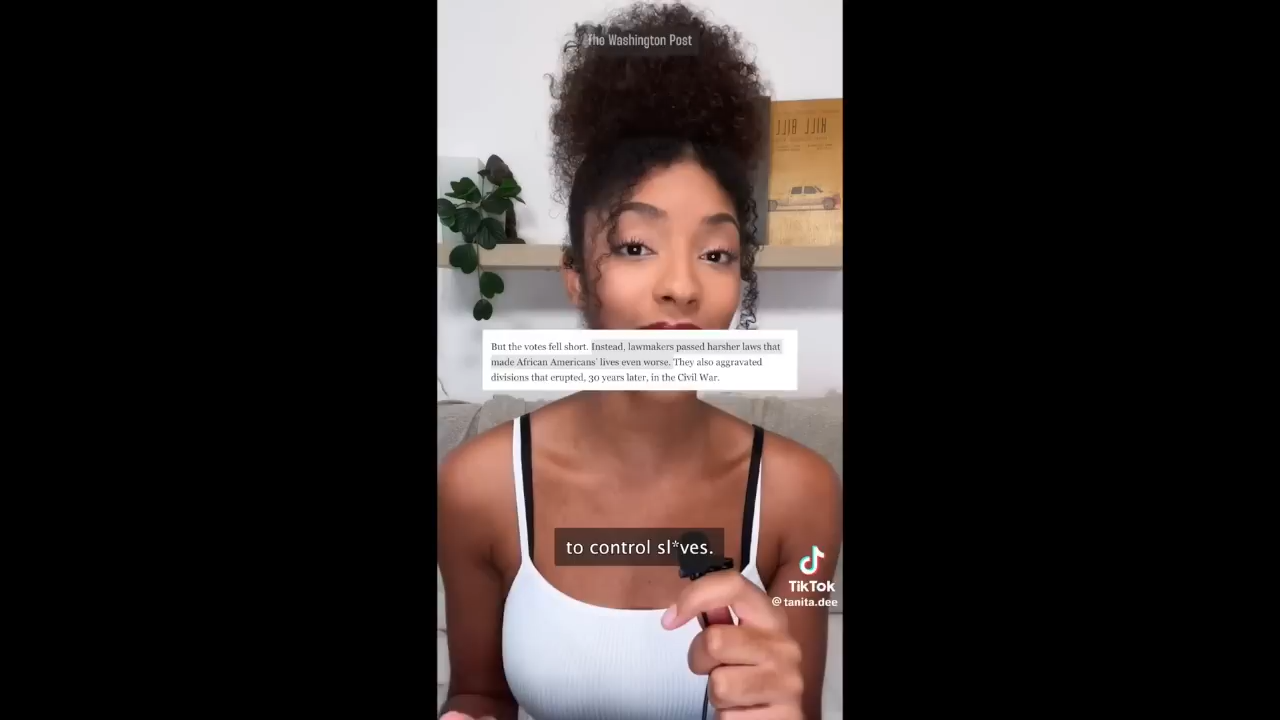 The Washington Post
KILL BILL
But the votes fell short. Instead, lawmakers passed harsher laws that
made African Americans' lives even worse. They also aggravated
divisions that erupted, 30 years later, in the Civil War.
to control sl*ves.
TikTok
@tanita.dee